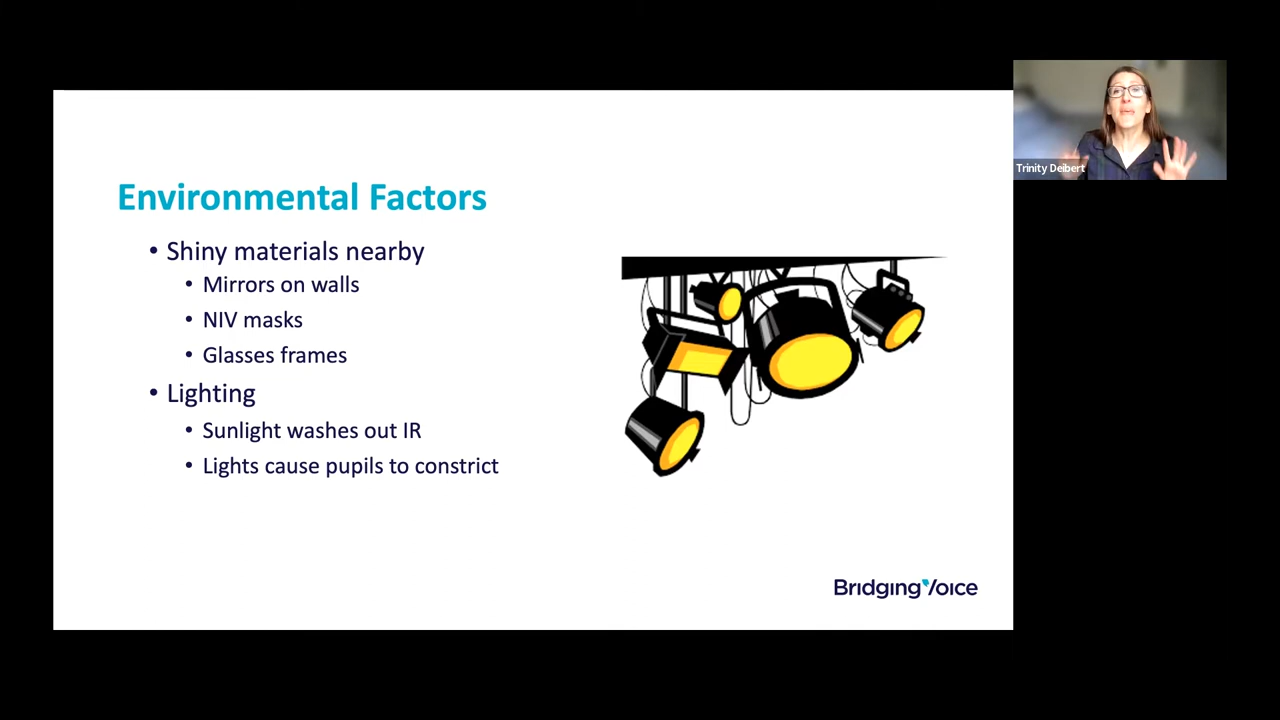 Environmental Factors
• Shiny materials nearby
• Mirrors on walls
• NIV masks
• Glasses frames
• Lighting
• Sunlight washes out IR
• Lights cause pupils to constrict
BridgingVoice
Trinity Deibert